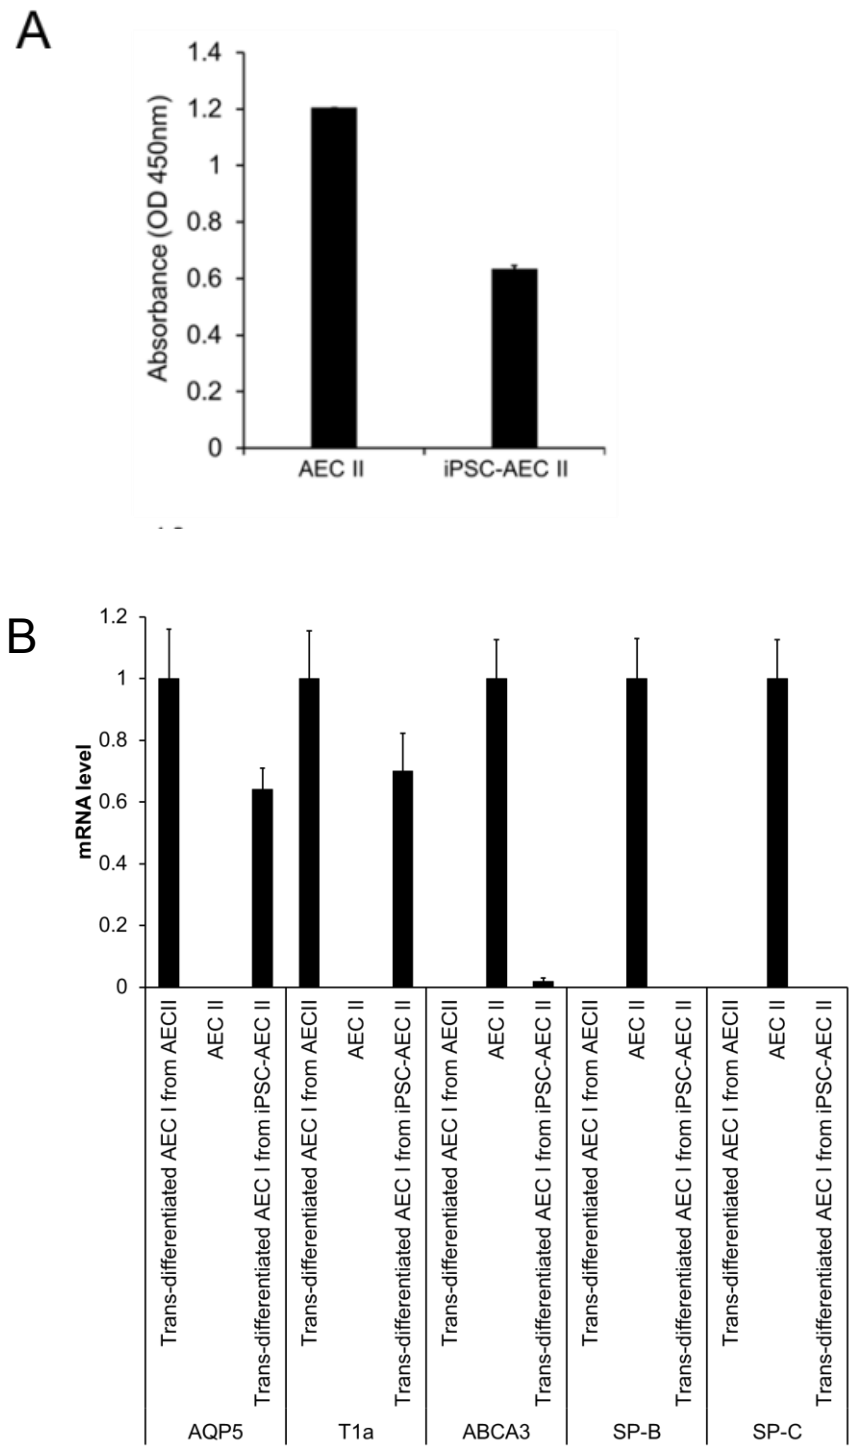 A
1.4
1.2
1
0.8
0.6
0.4
0.2
0
Absorbance (OD 450nm)
AEC II
iPSC-AEC II
B
1.2
1
0.8
0.6
0.4
0.2
0
mRNA level
Trans-differentiated AEC I from AECII
AEC II
Trans-differentiated AEC I from iPSC-AEC II
Trans-differentiated AEC I from AECII
AEC II
Trans-differentiated AEC I from iPSC-AEC II
Trans-differentiated AEC I from AECII
AEC II
Trans-differentiated AEC I from iPSC-AEC II
Trans-differentiated AEC I from AECII
AEC II
Trans-differentiated AEC I from iPSC-AEC II
Trans-differentiated AEC I from AECII
AEC II
Trans-differentiated AEC I from iPSC-AEC II
AQP5
T1a
ABCA3
SP-B
SP-C